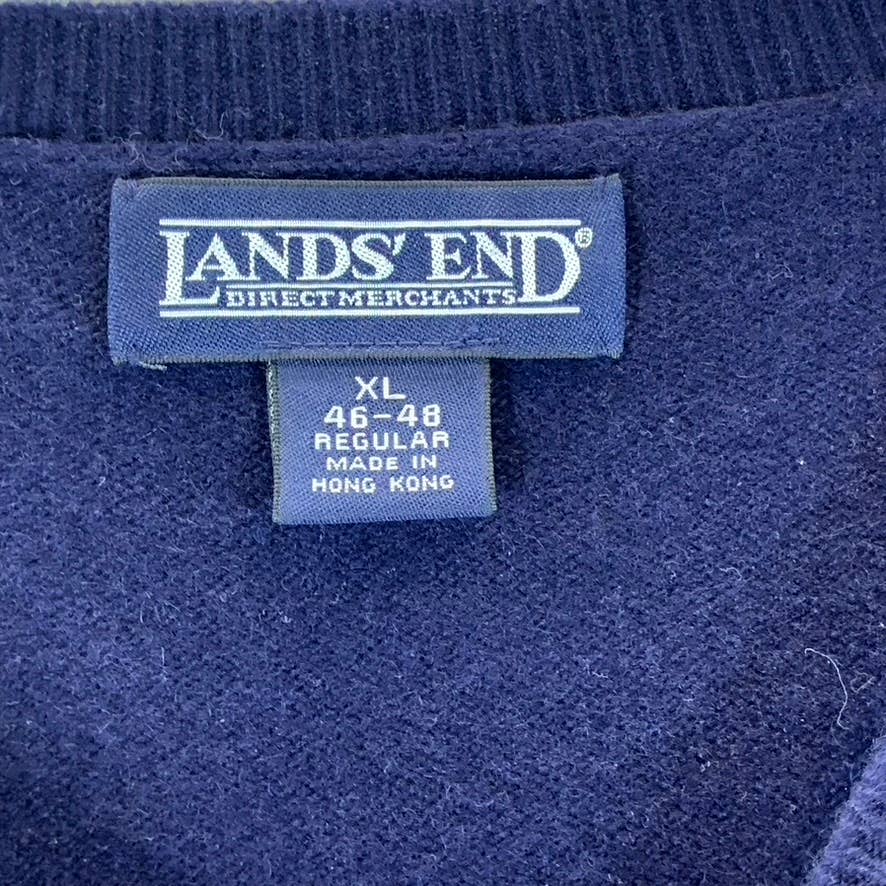 LANDS' END®
DIRECT MERCHANTS
XL
46-48
REGULAR
MADE IN
HONG KONG